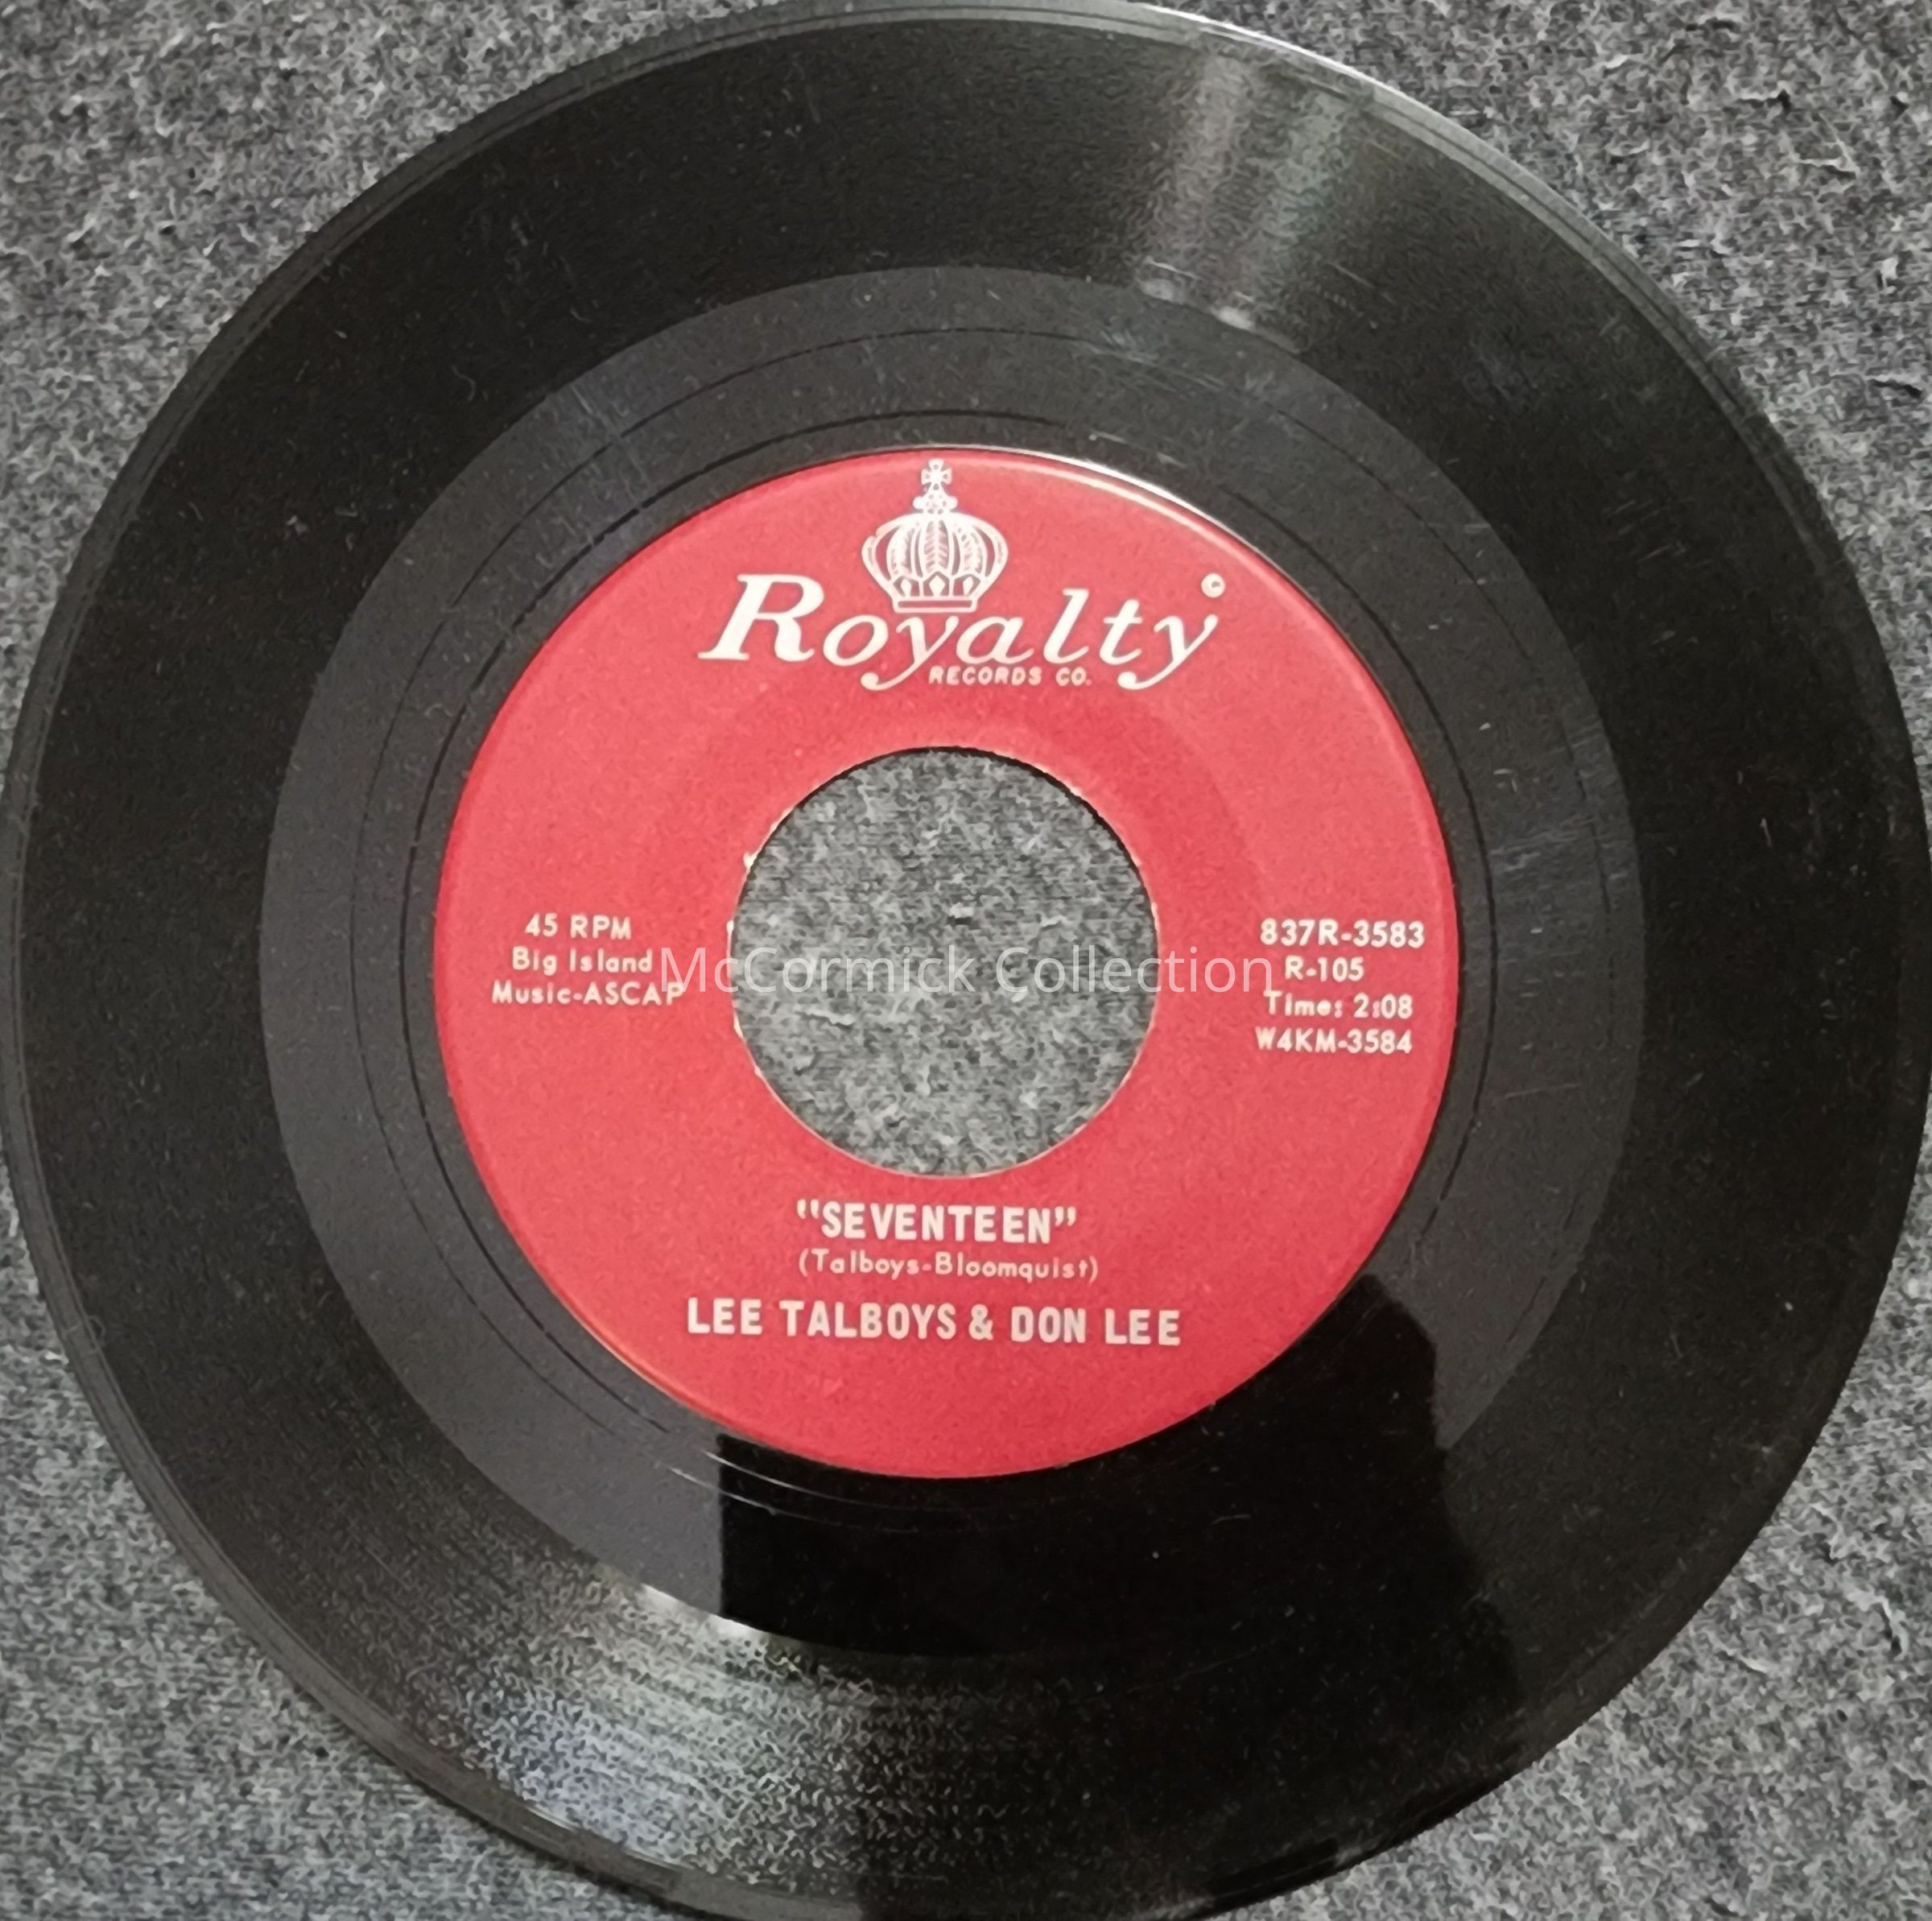 Royalty©
RECORDS CO.
45 RPM
Big Island
Music-ASCAP
837R-3583
R-105
Time: 2:08
W4KM-3584
McCormick Collection
"SEVENTEEN"
(Talboys-Bloomquist)
LEE TALBOYS & DON LEE